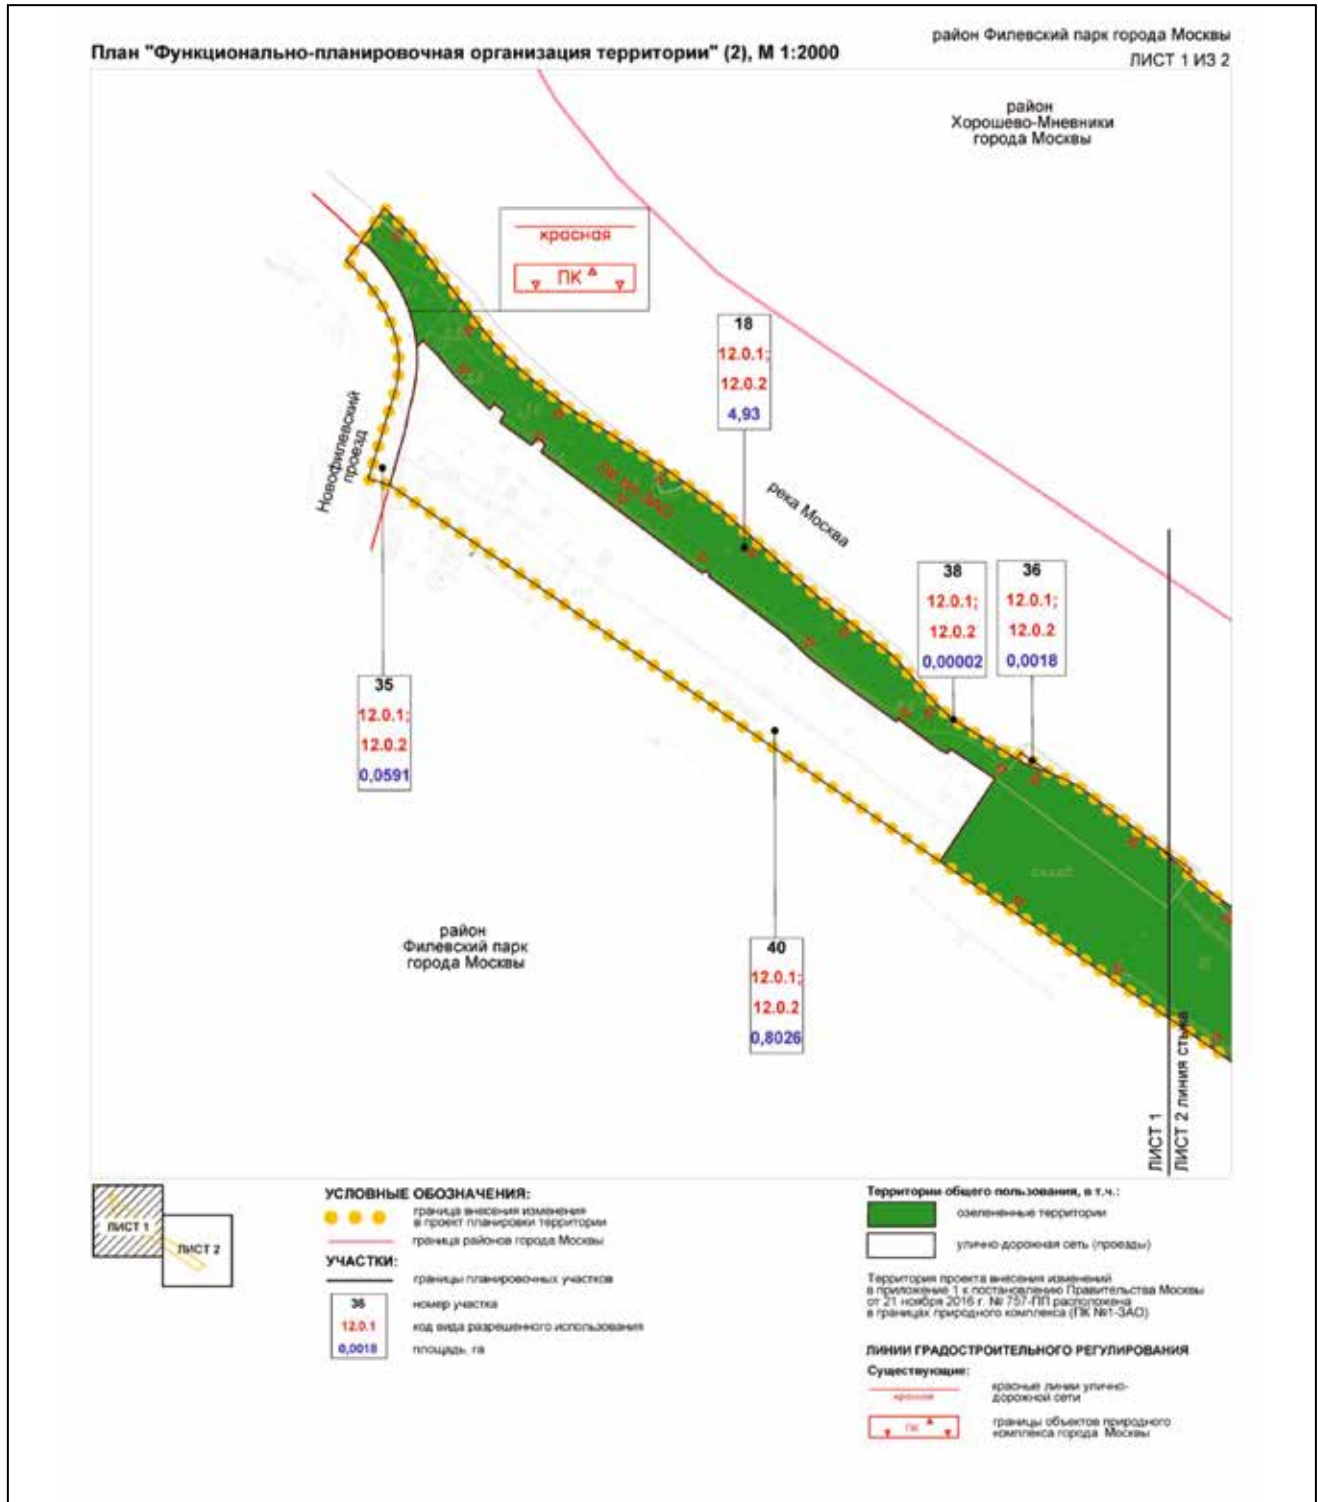 район Филевский парк города Москвы
План "Функционально-планировочная организация территории" (2), М 1:2000
ЛИСТ 1 ИЗ 2
район
Хорошево-Мневники
города Москвы
красная
ПК
18
12.0.1;
12.0.2
4,93
Новофилевский
проезд
ПК №1-ЗАО
река Москва
38
12.0.1;
12.0.2
0,00002
36
12.0.1;
12.0.2
0,0018
35
12.0.1;
12.0.2
0,0591
район
Филевский парк
города Москвы
40
12.0.1;
12.0.2
0,8026
ЛИСТ 1
ЛИСТ 2 линия стыка
ЛИСТ 1
ЛИСТ 2
УСЛОВНЫЕ ОБОЗНАЧЕНИЯ:
граница внесения изменения
в проект планировки территории
граница районов города Москвы
УЧАСТКИ:
границы планировочных участков
36
номер участка
12.0.1
код вида разрешенного использования
0,0018
площадь, га
Территории общего пользования, в т.ч.:
озелененные территории
улично-дорожная сеть (проезды)
Территория проекта внесения изменений
в приложение 1 к постановлению Правительства Москвы
от 21 ноября 2016 г. № 757-ПП расположена
в границах природного комплекса (ПК №1-ЗАО)
ЛИНИИ ГРАДОСТРОИТЕЛЬНОГО РЕГУЛИРОВАНИЯ
Существующие:
красная
красные линии улично-
дорожной сети
ПК
границы объектов природного
комплекса города Москвы